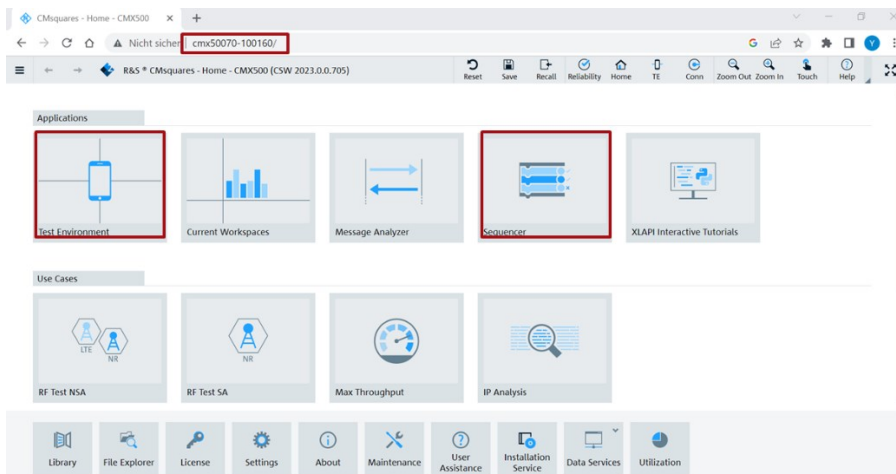 CMsquares - Home - CMX500
Nicht sicher cmx50070-100160/
R&S ® CMsquares - Home - CMX500 (CSW 2023.0.0.705)
Reset Save Recall Reliability Home TE Conn Zoom Out Zoom In Touch Help
Applications
Test Environment Current Workspaces Message Analyzer Sequencer XLAPI Interactive Tutorials
Use Cases
LTE NR NR
RF Test NSA RF Test SA Max Throughput IP Analysis
Library File Explorer License Settings About Maintenance User Assistance Installation Service Data Services Utilization